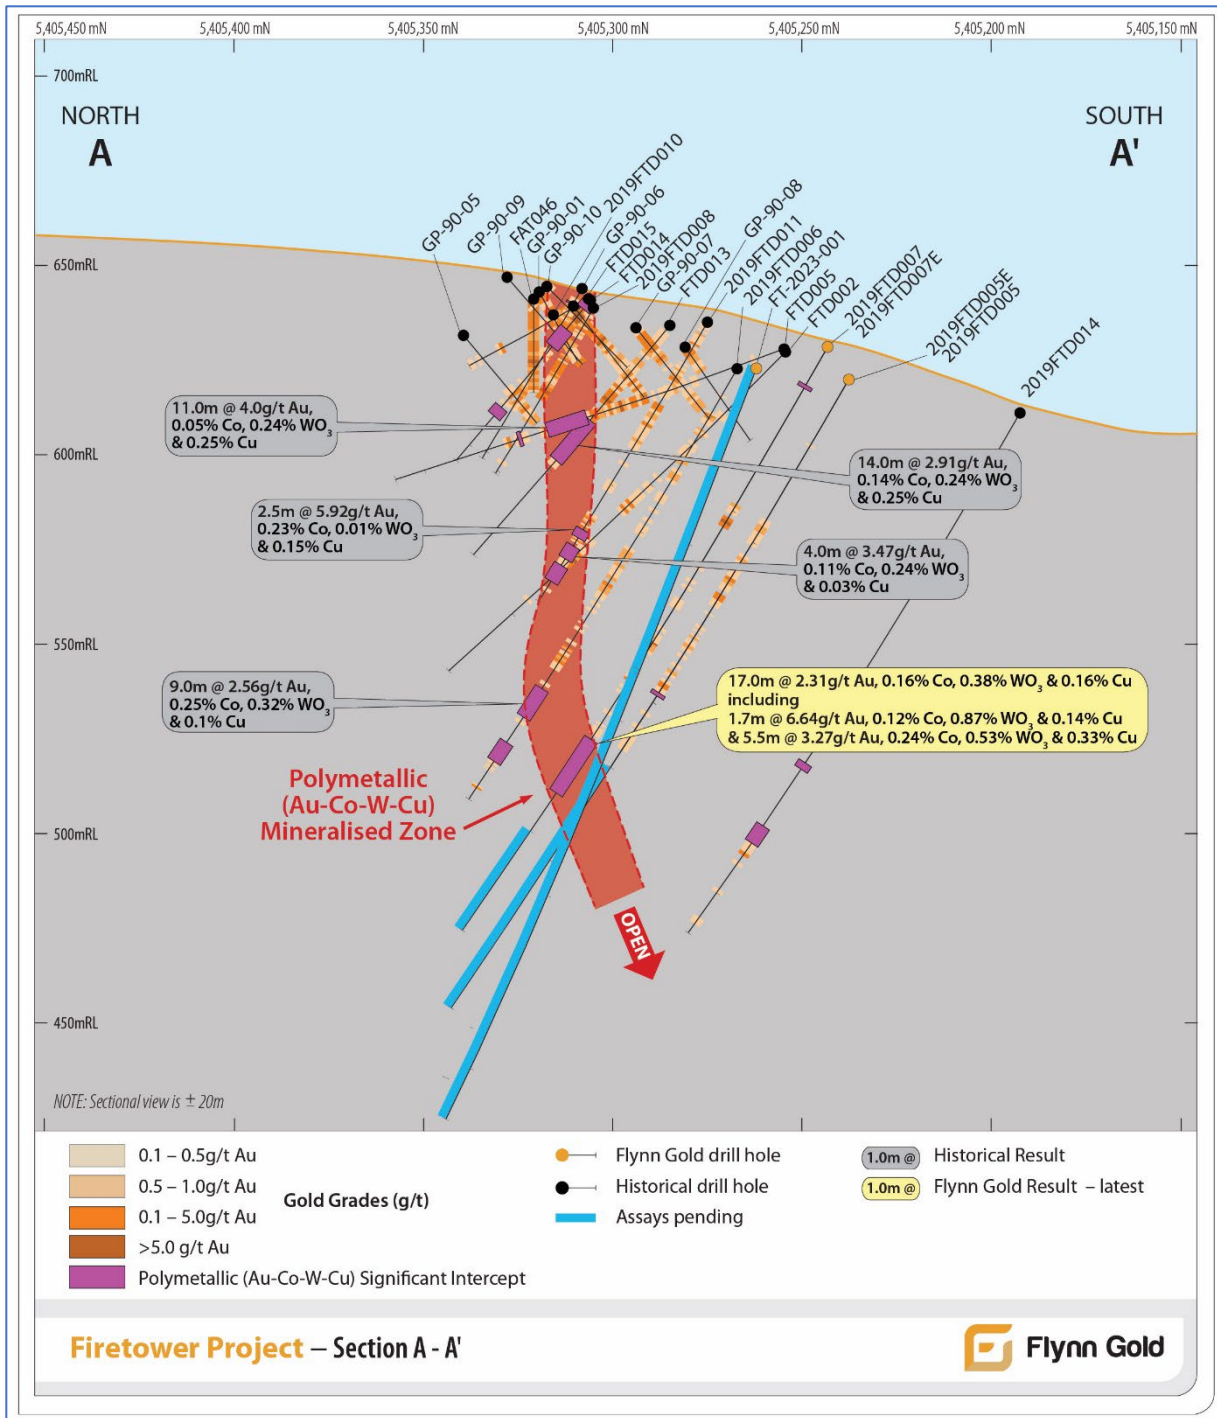 5,405,450 mN
5,405,400 mN
5,405,350 mN
5,405,300 mN
5,405,250 mN
5,405,200 mN
5,405,150 mN
700mRL
NORTH
A
SOUTH
A'
GP-90-05
GP-90-09
FAT046
GP-90-01
GP-90-10
2019FTD010
GP-90-06
FTD015
FTD014
2019FTD008
GP-90-07
FTD013
GP-90-08
2019FTD011
2019FTD006
FT-2023-001
FTD005
FTD002
2019FTD007
2019FTD007E
2019FTD005E
2019FTD005
2019FTD014
650mRL
11.0m @ 4.0g/t Au,
0.05% Co, 0.24% WO₃
& 0.25% Cu
600mRL
14.0m @ 2.91g/t Au,
0.14% Co, 0.24% WO₃
& 0.25% Cu
2.5m @ 5.92g/t Au,
0.23% Co, 0.01% WO₃
& 0.15% Cu
4.0m @ 3.47g/t Au,
0.11% Co, 0.24% WO₃
& 0.03% Cu
550mRL
9.0m @ 2.56g/t Au,
0.25% Co, 0.32% WO₃
& 0.1% Cu
17.0m @ 2.31g/t Au, 0.16% Co, 0.38% WO₃ & 0.16% Cu
including
1.7m @ 6.64g/t Au, 0.12% Co, 0.87% WO₃ & 0.14% Cu
& 5.5m @ 3.27g/t Au, 0.24% Co, 0.53% WO₃ & 0.33% Cu
Polymetallic
(Au-Co-W-Cu)
Mineralised Zone
500mRL
OPEN
450mRL
NOTE: Sectional view is ± 20m
0.1 – 0.5g/t Au
0.5 – 1.0g/t Au
0.1 – 5.0g/t Au
>5.0 g/t Au
Polymetallic (Au-Co-W-Cu) Significant Intercept
Gold Grades (g/t)
Flynn Gold drill hole
Historical drill hole
Assays pending
1.0m @ Historical Result
1.0m @ Flynn Gold Result – latest
Firetower Project – Section A - A'
Flynn Gold